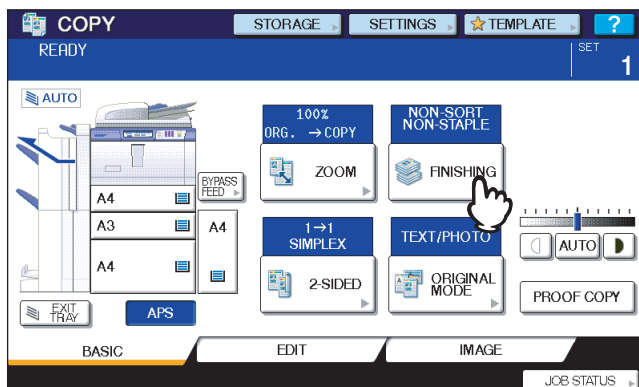 COPY
STORAGE
SETTINGS
TEMPLATE
?
READY
SET
1
AUTO
100%
ORG. →COPY
ZOOM
NON-SORT
NON-STAPLE
FINISHING
BYPASS
FEED
A4
A3
A4
A4
1→1
SIMPLEX
2-SIDED
TEXT/PHOTO
ORIGINAL
MODE
AUTO
PROOF COPY
EXIT
TRAY
APS
BASIC
EDIT
IMAGE
JOB STATUS